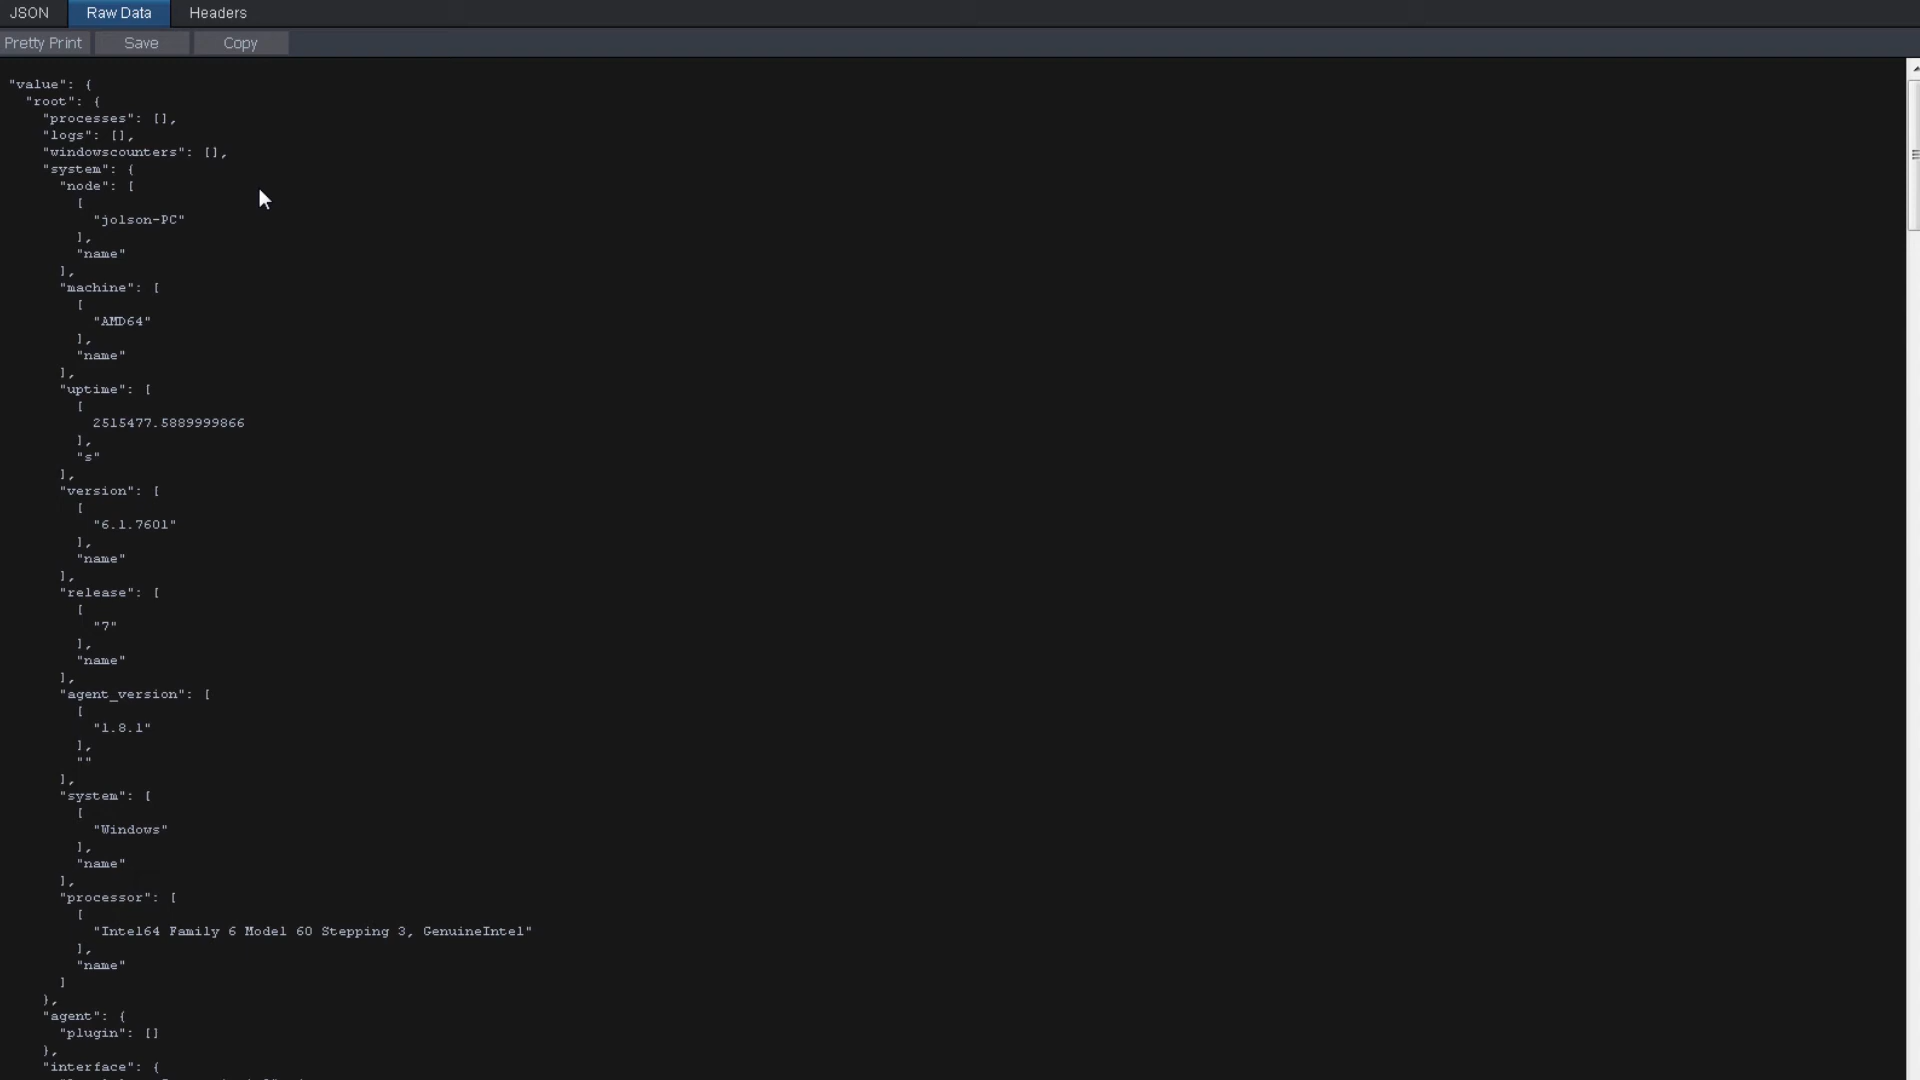 JSON
Raw Data
Headers
Pretty Print
Save
Copy
"value": {
"root": {
"processes": [],
"logs": [],
"windowscounters": [],
"system": {
"node": [
[
"jolson-PC"
],
"name"
],
"machine": [
[
"AMD64"
],
"name"
],
"uptime": [
[
2515477.5889999866
],
"s"
],
"version": [
[
"6.1.7601"
],
"name"
],
"release": [
[
"7"
],
"name"
],
"agent_version": [
[
"1.8.1"
],
""
],
"system": [
[
"Windows"
],
"name"
],
"processor": [
[
"Intel64 Family 6 Model 60 Stepping 3, GenuineIntel"
],
"name"
]
},
"agent": {
"plugin": []
},
"interface": {